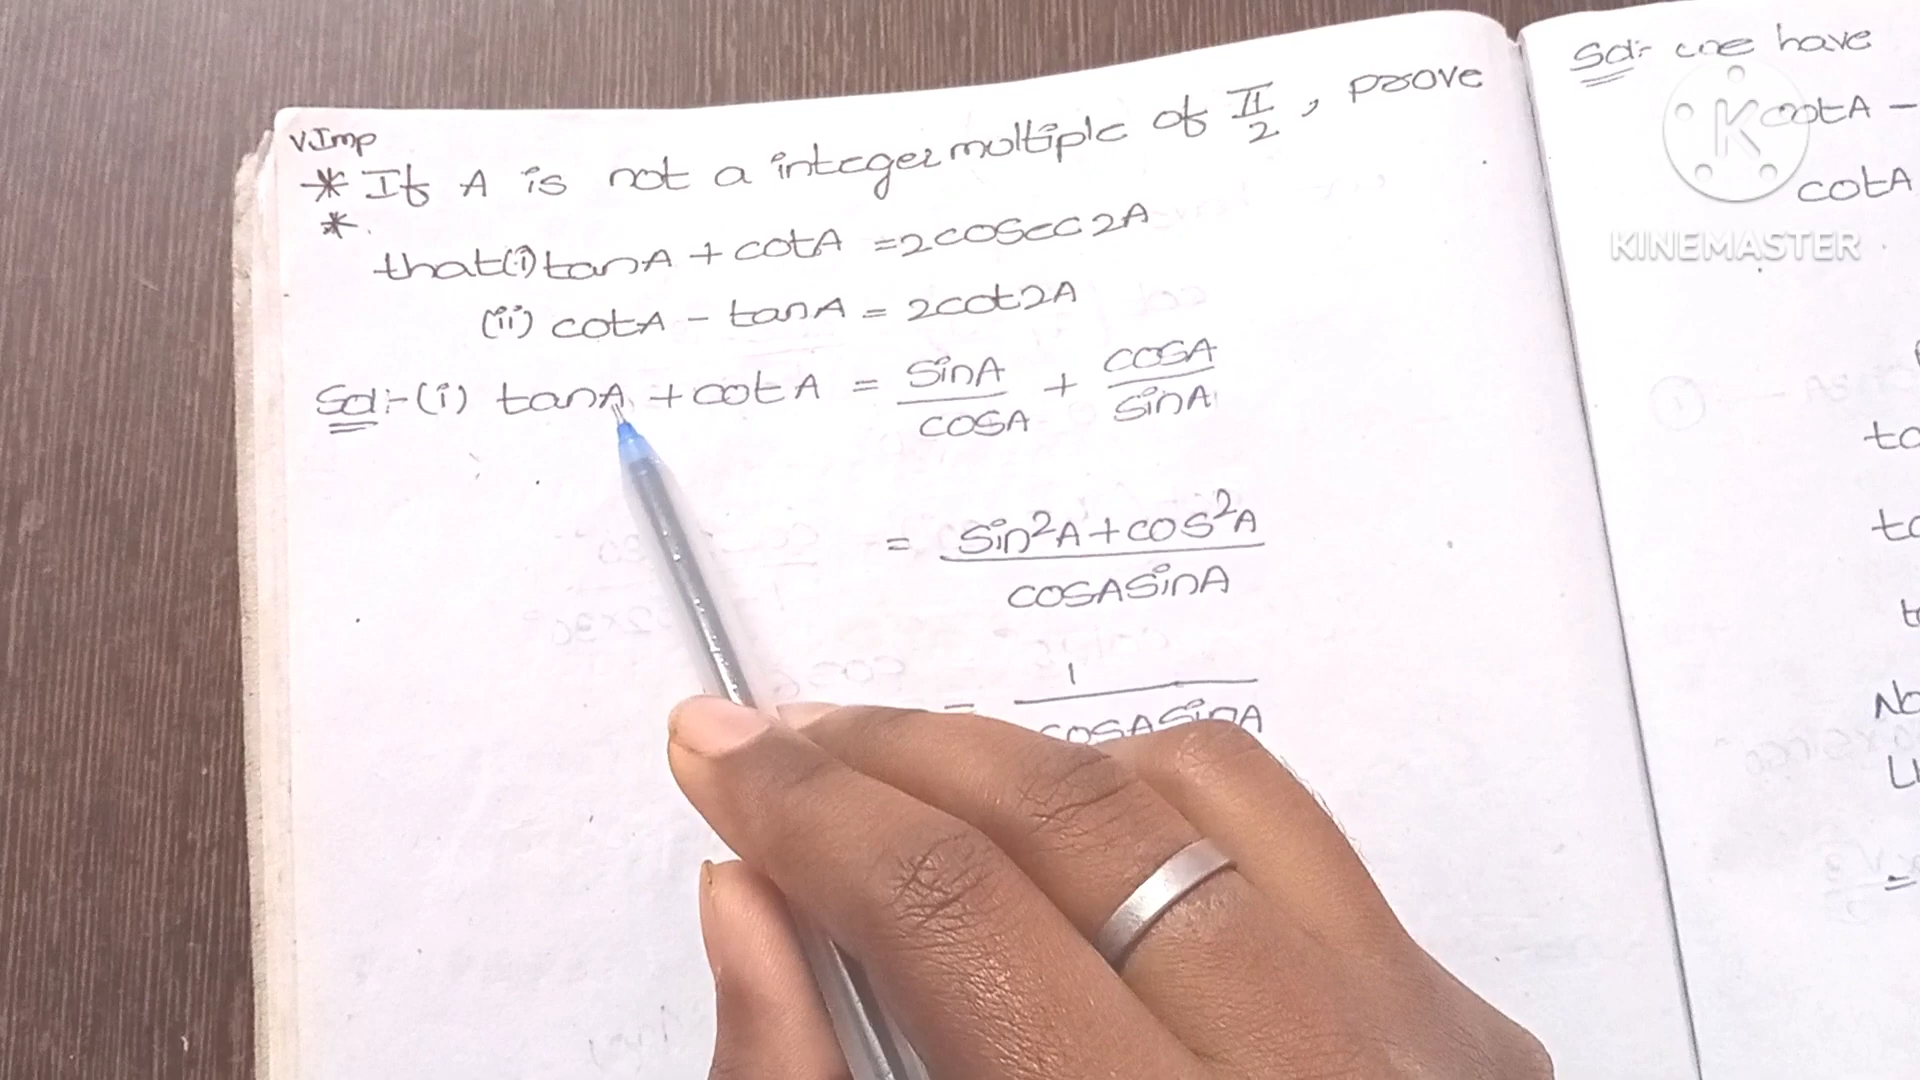 V.Imp
* If A is not a integer multiple of π/2, prove
*
that (i) tanA + cotA = 2cosec2A
(ii) cotA - tanA = 2cot2A
Sol:- (i) tanA + cotA = sinA/cosA + cosA/sinA
= sin²A + cos²A / cosAsinA
= 1 / cosAsinA
Sol:- we have
cotA -
cotA
KINEMASTER